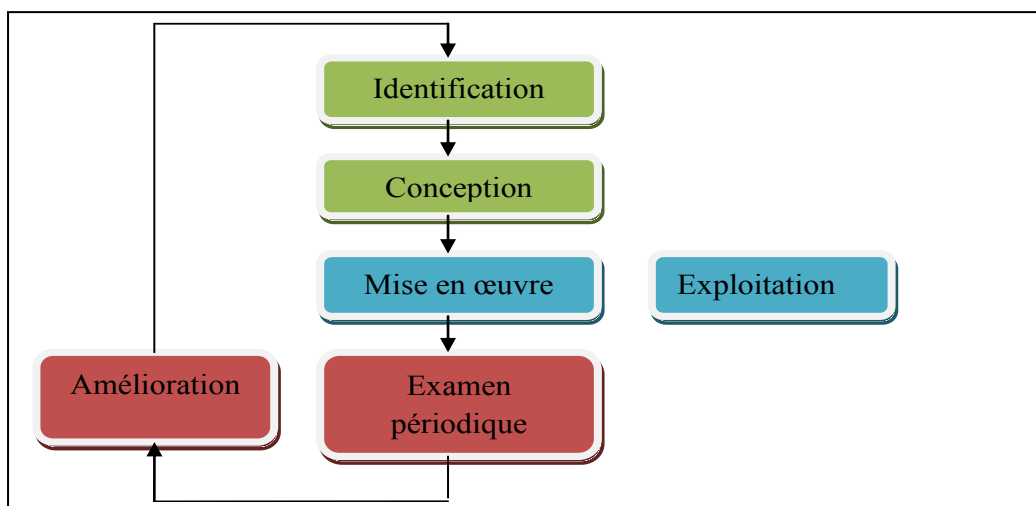 Identification
Conception
Mise en œuvre
Exploitation
Amélioration
Examen
périodique